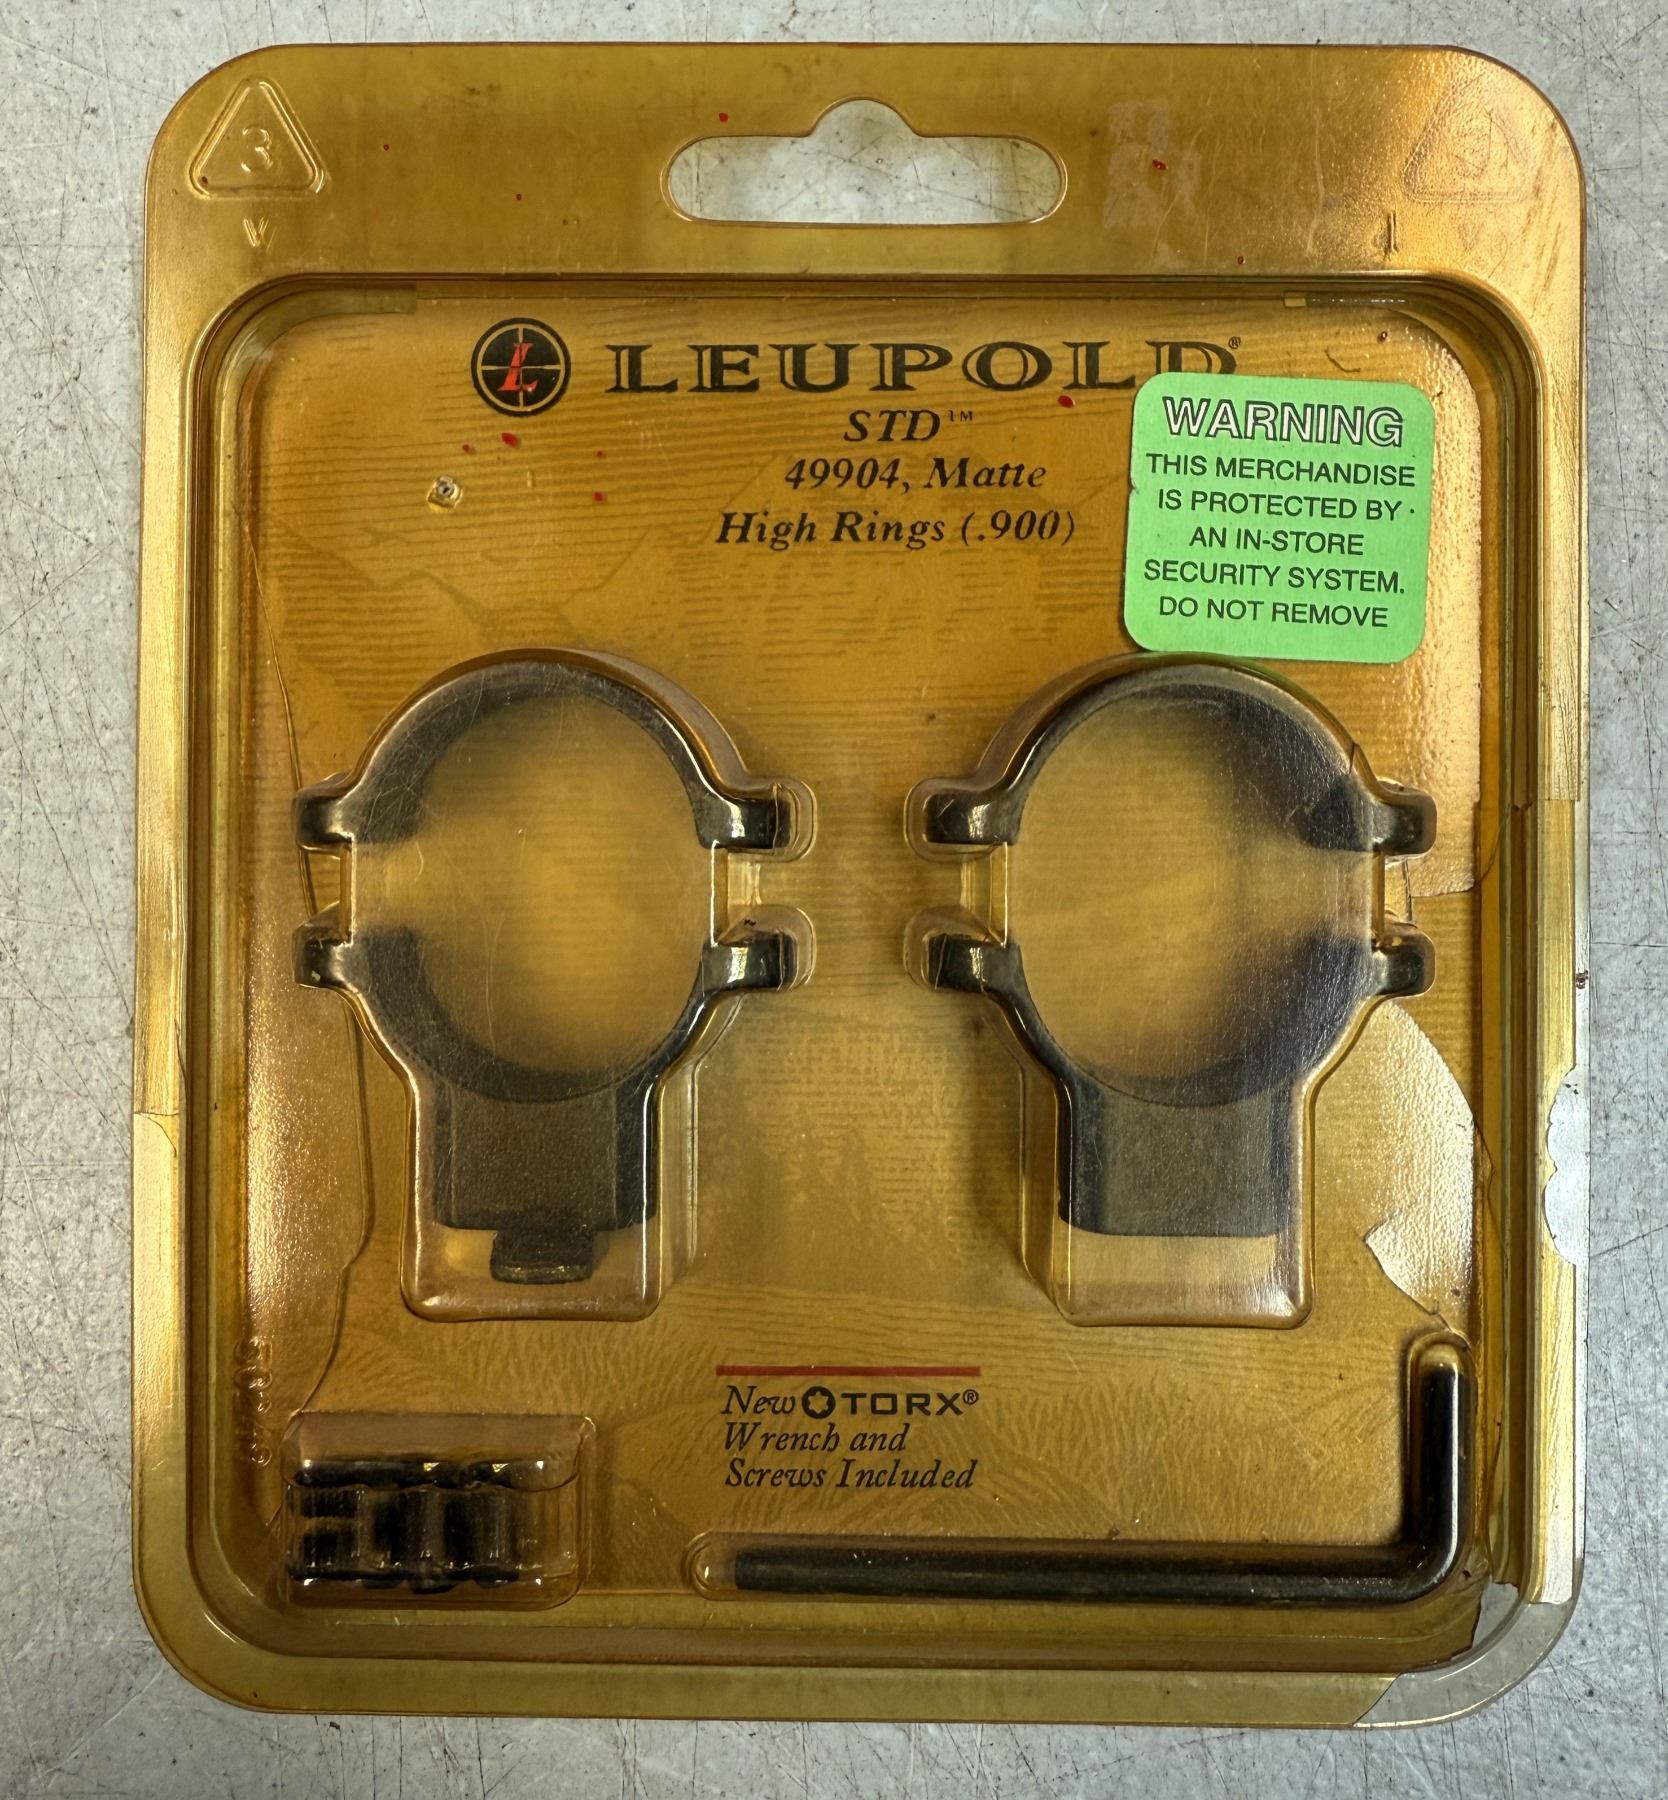 3
V
L LEUPOLD®
STD™
49904, Matte
High Rings (.900)
WARNING
THIS MERCHANDISE
IS PROTECTED BY
AN IN-STORE
SECURITY SYSTEM.
DO NOT REMOVE
New TORX®
Wrench and
Screws Included